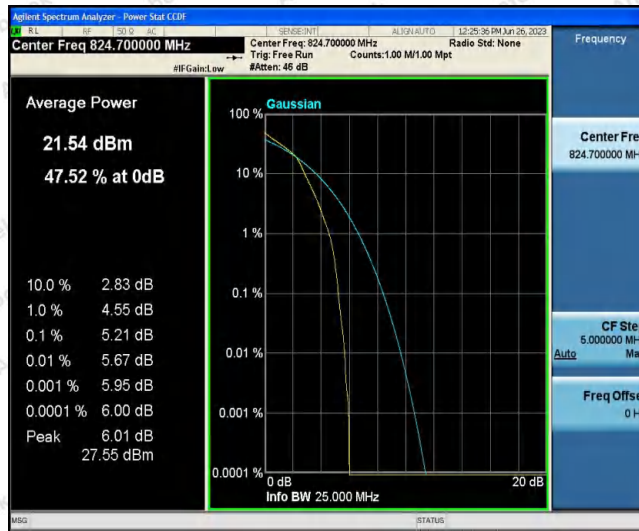 Agilent Spectrum Analyzer - Power Stat CCDF
RL RF 50 Ω AC SENSE:INT ALIGN AUTO 12:25:36 PM Jun 26, 2023
Center Freq 824.700000 MHz
Center Freq: 824.700000 MHz Radio Std: None
Trig: Free Run Counts:1.00 M/1.00 Mpt
#IFGain:Low #Atten: 46 dB
Frequency
Average Power
21.54 dBm
47.52 % at 0dB
10.0 % 2.83 dB
1.0 % 4.55 dB
0.1 % 5.21 dB
0.01 % 5.67 dB
0.001 % 5.95 dB
0.0001 % 6.00 dB
Peak 6.01 dB
27.55 dBm
Gaussian
100 %
10 %
1 %
0.1 %
0.01 %
0.001 %
0.0001 %
0 dB 20 dB
Info BW 25.000 MHz
Center Fre
824.700000 MH
CF Ste
5.000000 MH
Auto Ma
Freq Offse
0 H
MSG STATUS